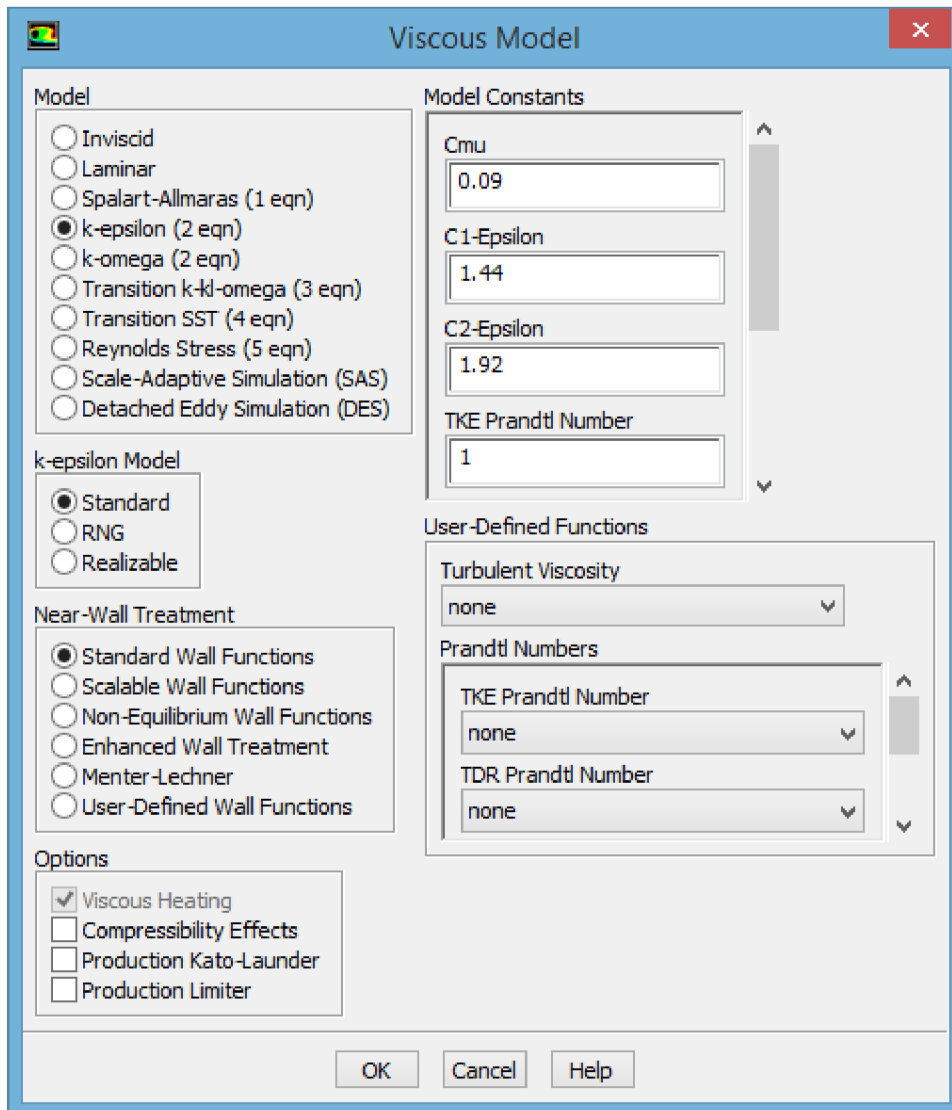 Viscous Model
Model
Inviscid
Laminar
Spalart-Allmaras (1 eqn)
k-epsilon (2 eqn)
k-omega (2 eqn)
Transition k-kl-omega (3 eqn)
Transition SST (4 eqn)
Reynolds Stress (5 eqn)
Scale-Adaptive Simulation (SAS)
Detached Eddy Simulation (DES)
k-epsilon Model
Standard
RNG
Realizable
Near-Wall Treatment
Standard Wall Functions
Scalable Wall Functions
Non-Equilibrium Wall Functions
Enhanced Wall Treatment
Menter-Lechner
User-Defined Wall Functions
Options
Viscous Heating
Compressibility Effects
Production Kato-Launder
Production Limiter
Model Constants
Cmu
0.09
C1-Epsilon
1.44
C2-Epsilon
1.92
TKE Prandtl Number
1
User-Defined Functions
Turbulent Viscosity
none
Prandtl Numbers
TKE Prandtl Number
none
TDR Prandtl Number
none
OK
Cancel
Help